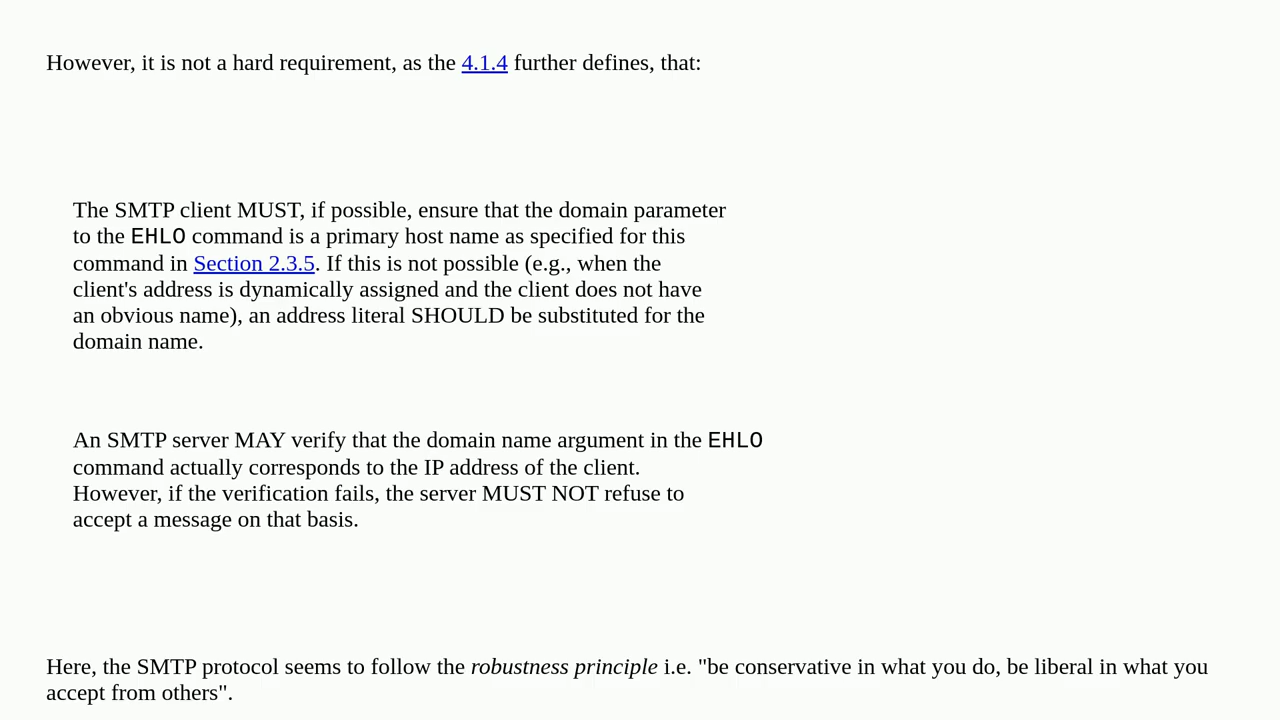 However, it is not a hard requirement, as the 4.1.4 further defines, that:
The SMTP client MUST, if possible, ensure that the domain parameter
to the EHLO command is a primary host name as specified for this
command in Section 2.3.5. If this is not possible (e.g., when the
client's address is dynamically assigned and the client does not have
an obvious name), an address literal SHOULD be substituted for the
domain name.
An SMTP server MAY verify that the domain name argument in the EHLO
command actually corresponds to the IP address of the client.
However, if the verification fails, the server MUST NOT refuse to
accept a message on that basis.
Here, the SMTP protocol seems to follow the robustness principle i.e. "be conservative in what you do, be liberal in what you
accept from others".